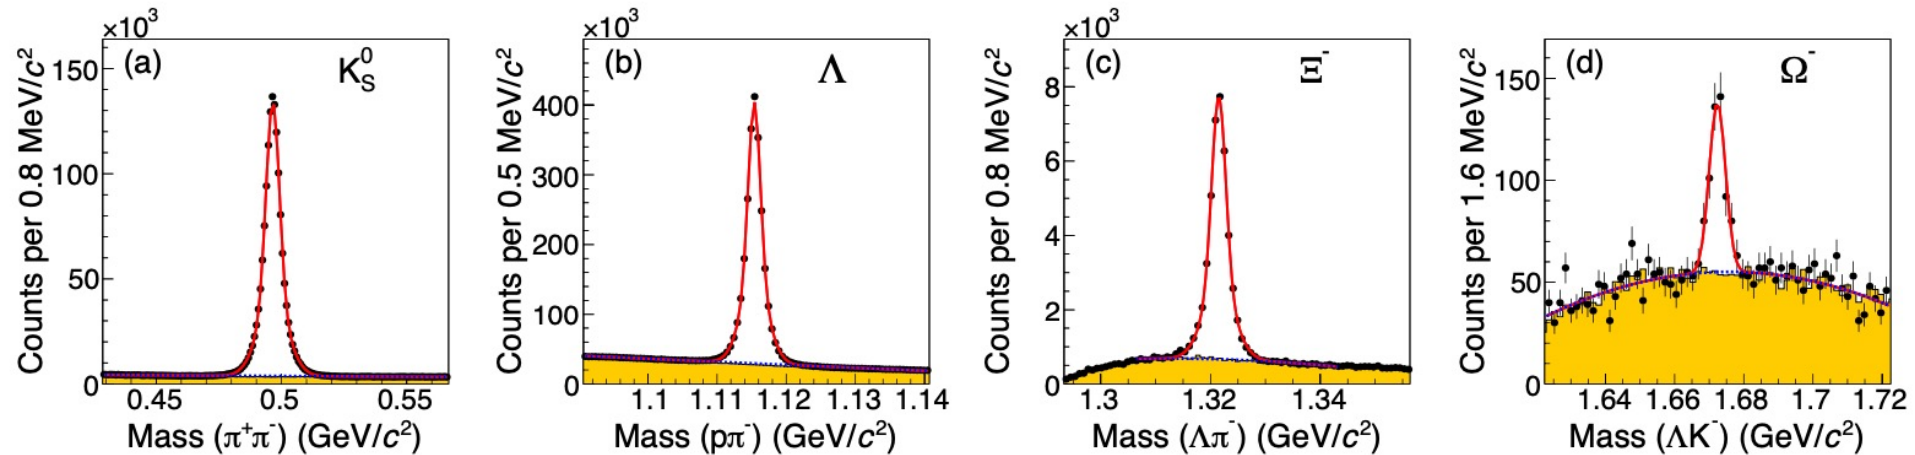 ×10³
(a)
K⁰S
150
100
50
0
0.45 0.5 0.55
Mass (π⁺π⁻) (GeV/c²)
Counts per 0.8 MeV/c²
×10³
(b)
Λ
400
300
200
100
0
1.1 1.11 1.12 1.13 1.14
Mass (pπ⁻) (GeV/c²)
Counts per 0.5 MeV/c²
×10³
(c)
Ξ⁻
8
6
4
2
0
1.3 1.32 1.34
Mass (Λπ⁻) (GeV/c²)
Counts per 0.8 MeV/c²
(d)
Ω⁻
150
100
50
0
1.64 1.66 1.68 1.7 1.72
Mass (ΛK⁻) (GeV/c²)
Counts per 1.6 MeV/c²